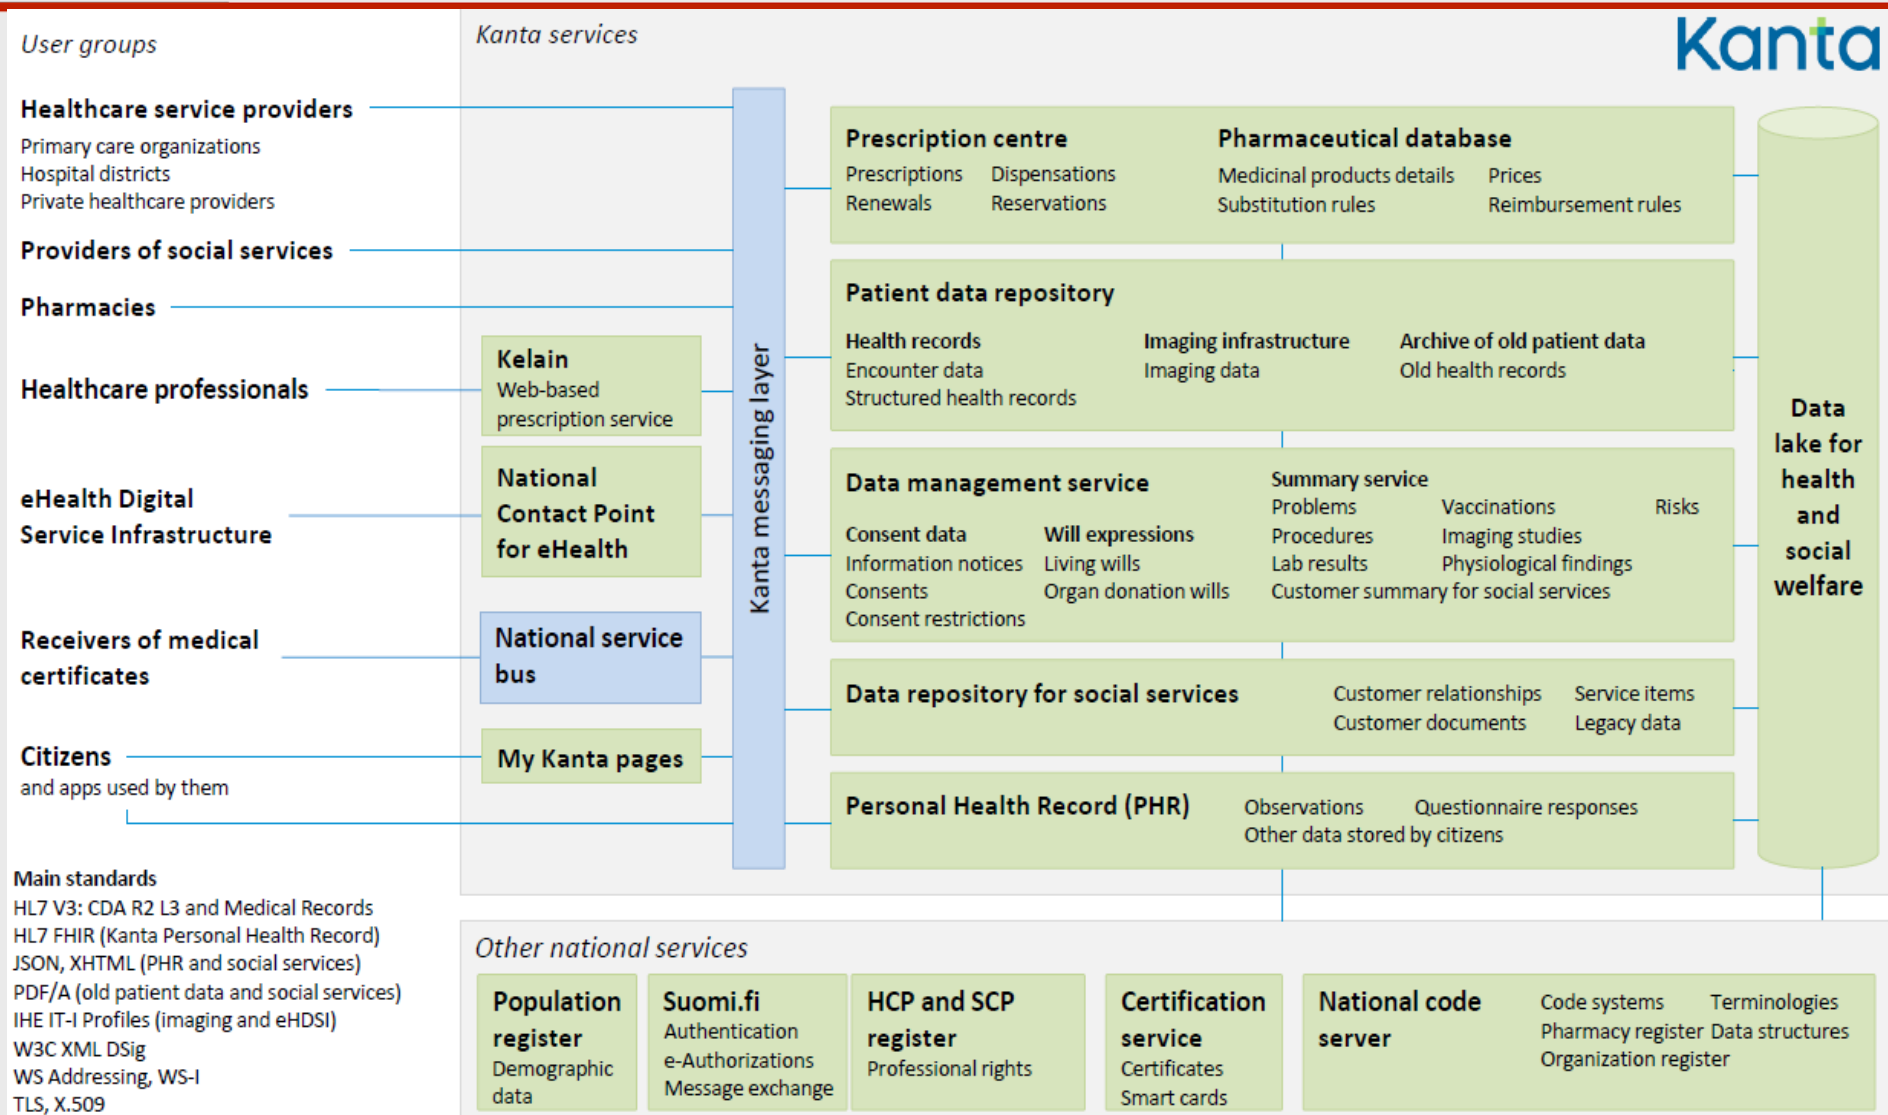 User groups
Kanta services
Kanta
Healthcare service providers
Primary care organizations
Hospital districts
Private healthcare providers
Providers of social services
Pharmacies
Healthcare professionals
eHealth Digital
Service Infrastructure
Receivers of medical
certificates
Citizens
and apps used by them
Kelain
Web-based
prescription service
National
Contact Point
for eHealth
National service
bus
My Kanta pages
Kanta messaging layer
Prescription centre
Prescriptions Dispensations
Renewals Reservations
Pharmaceutical database
Medicinal products details Prices
Substitution rules Reimbursement rules
Patient data repository
Health records
Encounter data
Structured health records
Imaging infrastructure
Imaging data
Archive of old patient data
Old health records
Data management service
Consent data
Information notices
Consents
Consent restrictions
Will expressions
Living wills
Organ donation wills
Summary service
Problems Vaccinations Risks
Procedures Imaging studies
Lab results Physiological findings
Customer summary for social services
Data repository for social services
Customer relationships Service items
Customer documents Legacy data
Personal Health Record (PHR)
Observations Questionnaire responses
Other data stored by citizens
Data
lake for
health
and
social
welfare
Main standards
HL7 V3: CDA R2 L3 and Medical Records
HL7 FHIR (Kanta Personal Health Record)
JSON, XHTML (PHR and social services)
PDF/A (old patient data and social services)
IHE IT-I Profiles (imaging and eHDSI)
W3C XML DSig
WS Addressing, WS-I
TLS, X.509
Other national services
Population
register
Demographic
data
Suomi.fi
Authentication
e-Authorizations
Message exchange
HCP and SCP
register
Professional rights
Certification
service
Certificates
Smart cards
National code
server
Code systems Terminologies
Pharmacy register Data structures
Organization register